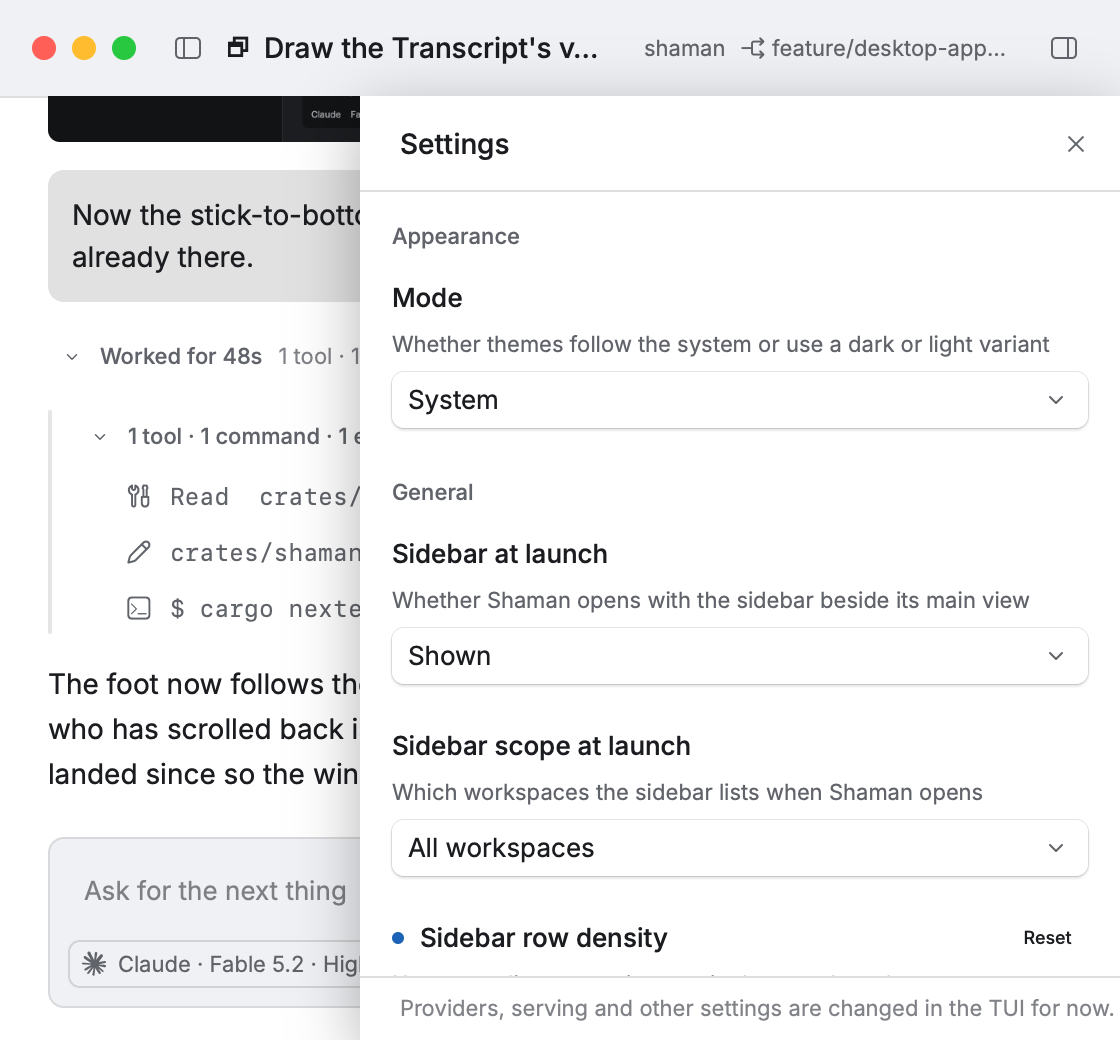 Draw the Transcript's v...
shaman
feature/desktop-app...
Claude
Now the stick-to-botto
already there.
Worked for 48s 1 tool · 1
1 tool · 1 command · 1 e
Read crates/
crates/shaman
$ cargo nexte
The foot now follows the
who has scrolled back i
landed since so the win
Ask for the next thing
Claude · Fable 5.2 · High
Settings
Appearance
Mode
Whether themes follow the system or use a dark or light variant
System
General
Sidebar at launch
Whether Shaman opens with the sidebar beside its main view
Shown
Sidebar scope at launch
Which workspaces the sidebar lists when Shaman opens
All workspaces
Sidebar row density
Reset
Providers, serving and other settings are changed in the TUI for now.